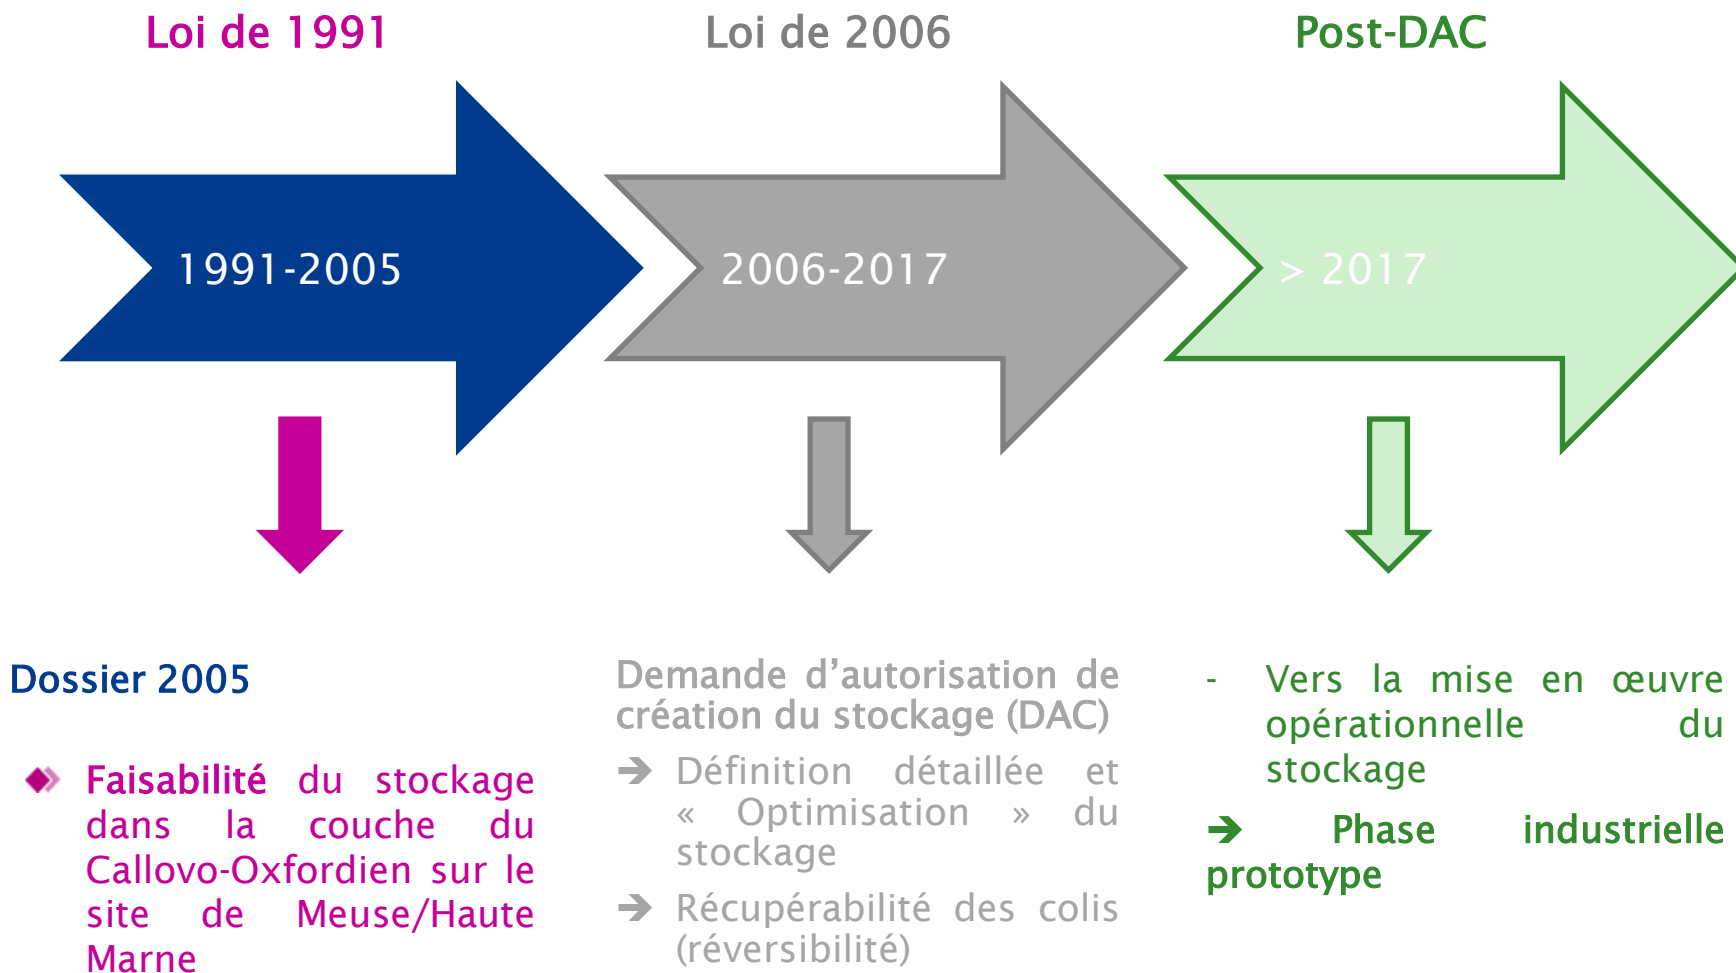 Loi de 1991
Loi de 2006
Post-DAC
1991-2005
2006-2017
> 2017
Dossier 2005
Faisabilité du stockage
dans la couche du
Callovo-Oxfordien sur le
site de Meuse/Haute
Marne
Demande d’autorisation de
création du stockage (DAC)
➔ Définition détaillée et
« Optimisation » du
stockage
➔ Récupérabilité des colis
(réversibilité)
- Vers la mise en œuvre
opérationnelle du
stockage
➔ Phase industrielle
prototype